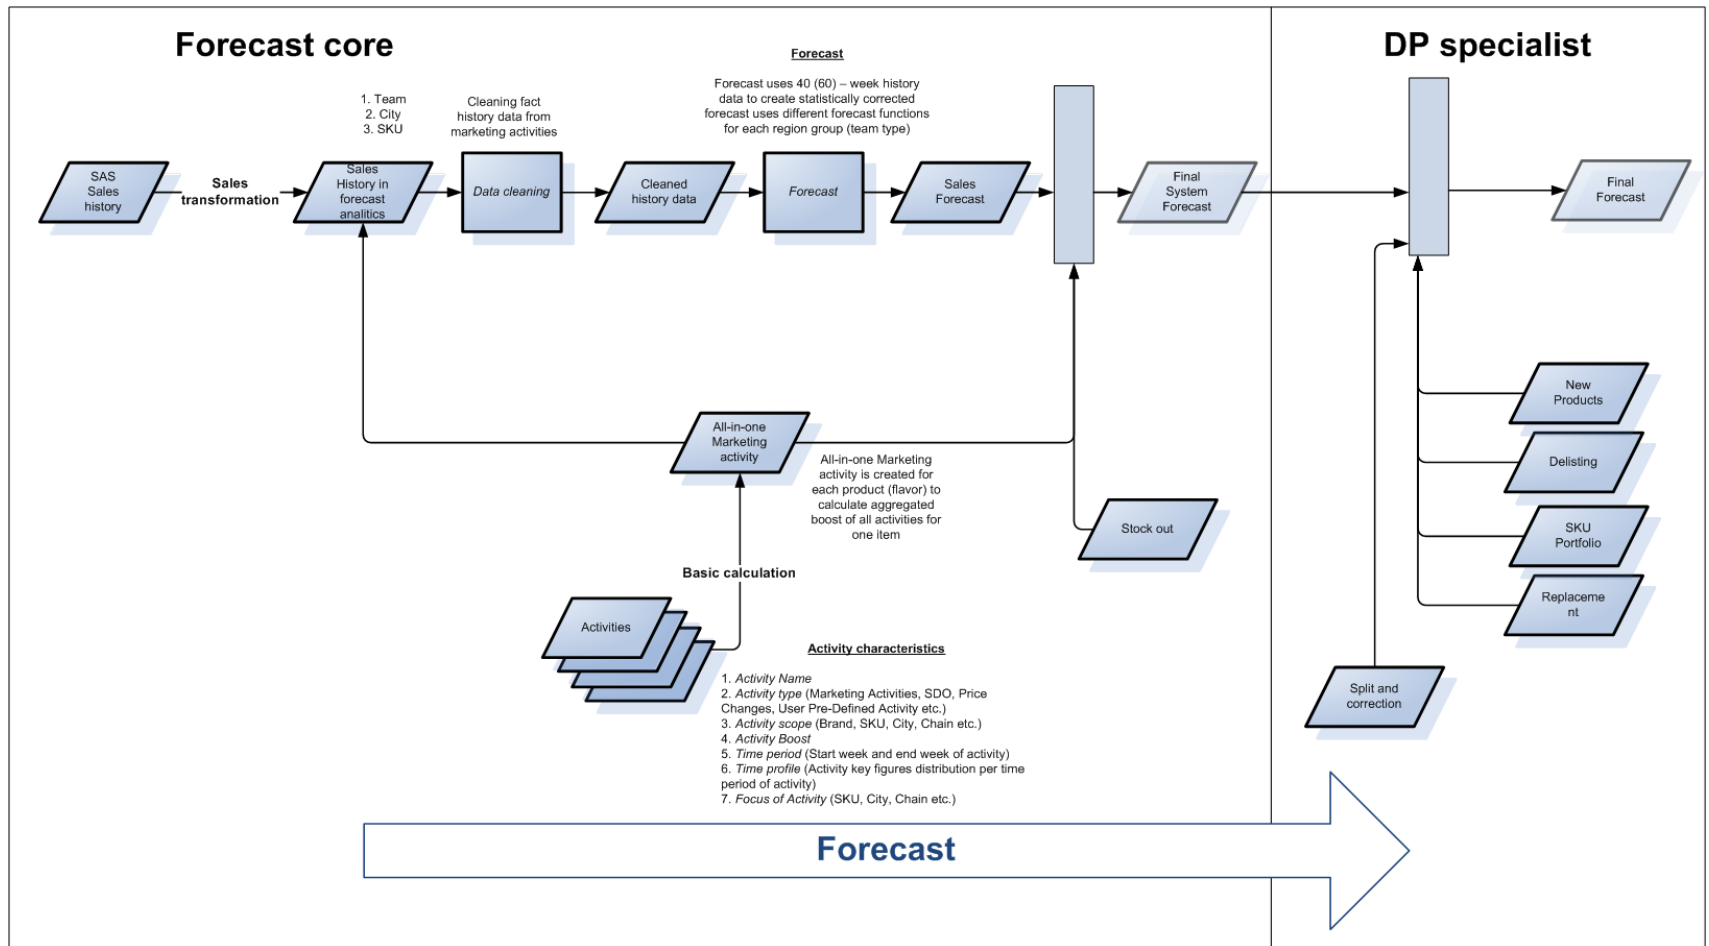 Forecast core
DP specialist
Forecast
Forecast uses 40 (60) – week history
data to create statistically corrected
forecast uses different forecast functions
for each region group (team type)
1. Team
2. City
3. SKU
Cleaning fact
history data from
marketing activities
SAS
Sales
history
Sales
transformation
Sales
History in
forecast
analitics
Data cleaning
Cleaned
history data
Forecast
Sales
Forecast
Final
System
Forecast
Final
Forecast
New
Products
Delisting
SKU
Portfolio
Replaceme
nt
Split and
correction
All-in-one
Marketing
activity
All-in-one Marketing
activity is created for
each product (flavor) to
calculate aggregated
boost of all activities for
one item
Stock out
Basic calculation
Activities
Activity characteristics
1. Activity Name
2. Activity type (Marketing Activities, SDO, Price
Changes, User Pre-Defined Activity etc.)
3. Activity scope (Brand, SKU, City, Chain etc.)
4. Activity Boost
5. Time period (Start week and end week of activity)
6. Time profile (Activity key figures distribution per time
period of activity)
7. Focus of Activity (SKU, City, Chain etc.)
Forecast